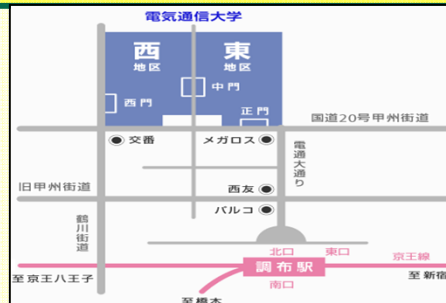 電気通信大学
西
地区
東
地区
中門
西門
正門
国道20号甲州街道
交番
メガロス
電通大通り
旧甲州街道
西友
パルコ
鶴川街道
北口
東口
京王線
調布駅
至京王八王子
至新宿
南口
至橋本